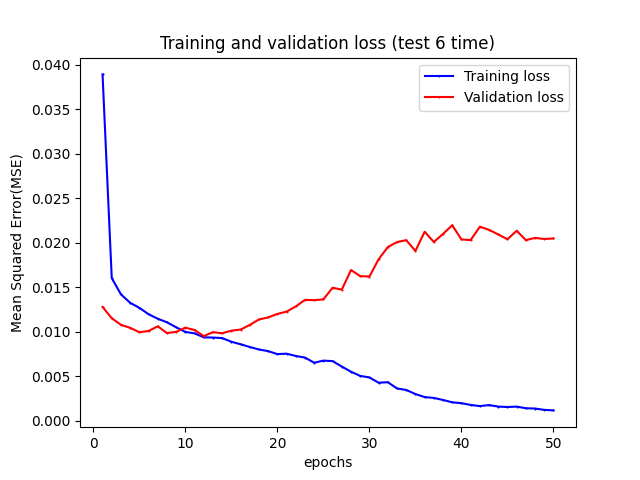 Training and validation loss (test 6 time)
Training loss
Validation loss
Mean Squared Error(MSE)
0.040
0.035
0.030
0.025
0.020
0.015
0.010
0.005
0.000
0 10 20 30 40 50
epochs